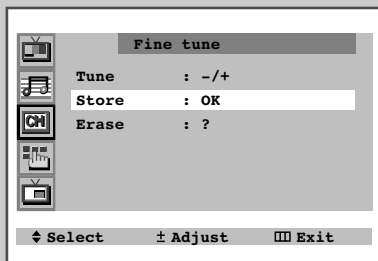 Fine tune
Tune : -/+
Store : OK
CH
Erase : ?
Select ± Adjust Exit